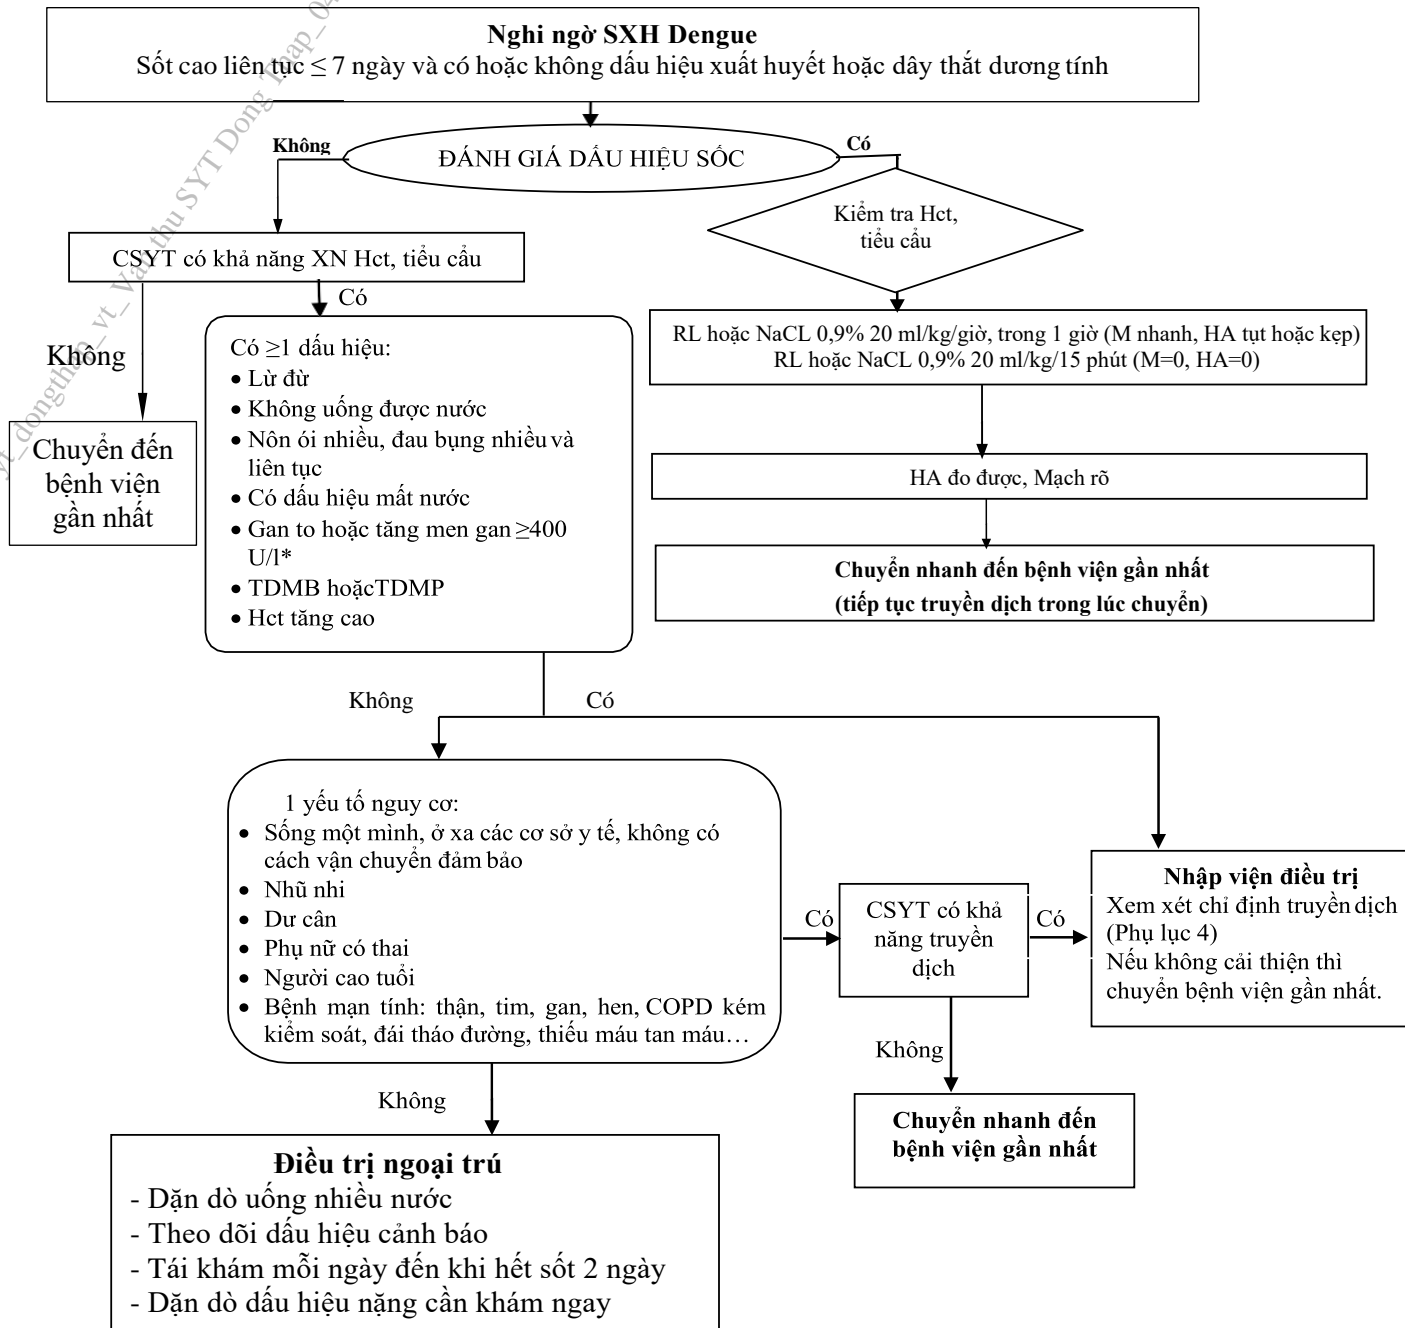 Nghi ngờ SXH Dengue
Sốt cao liên tục ≤ 7 ngày và có hoặc không dấu hiệu xuất huyết hoặc dây thắt dương tính
Không
ĐÁNH GIÁ DẤU HIỆU SỐC
Có
Kiểm tra Hct,
tiểu cầu
CSYT có khả năng XN Hct, tiểu cầu
Có
Không
Chuyển đến
bệnh viện
gần nhất
Có ≥1 dấu hiệu:
• Lừ đừ
• Không uống được nước
• Nôn ói nhiều, đau bụng nhiều và
liên tục
• Có dấu hiệu mất nước
• Gan to hoặc tăng men gan ≥400
U/l*
• TDMB hoặcTDMP
• Hct tăng cao
RL hoặc NaCL 0,9% 20 ml/kg/giờ, trong 1 giờ (M nhanh, HA tụt hoặc kẹp)
RL hoặc NaCL 0,9% 20 ml/kg/15 phút (M=0, HA=0)
HA đo được, Mạch rõ
Chuyển nhanh đến bệnh viện gần nhất
(tiếp tục truyền dịch trong lúc chuyển)
Không
Có
1 yếu tố nguy cơ:
• Sống một mình, ở xa các cơ sở y tế, không có
cách vận chuyển đảm bảo
• Nhũ nhi
• Dư cân
• Phụ nữ có thai
• Người cao tuổi
• Bệnh mạn tính: thận, tim, gan, hen, COPD kém
kiểm soát, đái tháo đường, thiếu máu tan máu…
Có
CSYT có khả
năng truyền
dịch
Có
Nhập viện điều trị
Xem xét chỉ định truyền dịch
(Phụ lục 4)
Nếu không cải thiện thì
chuyển bệnh viện gần nhất.
Không
Chuyển nhanh đến
bệnh viện gần nhất
Không
Điều trị ngoại trú
- Dặn dò uống nhiều nước
- Theo dõi dấu hiệu cảnh báo
- Tái khám mỗi ngày đến khi hết sốt 2 ngày
- Dặn dò dấu hiệu nặng cần khám ngay